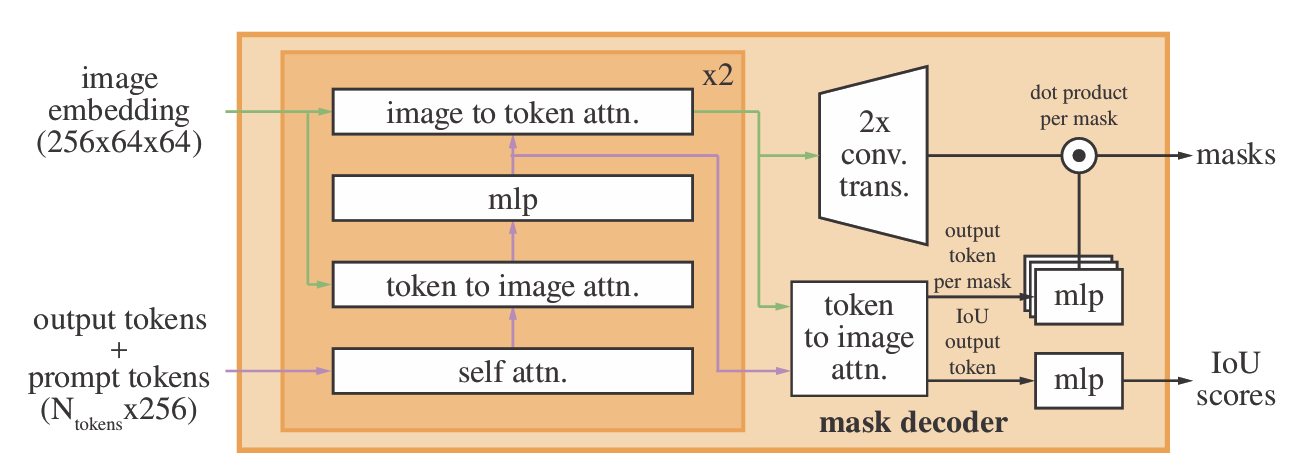 image
embedding
(256x64x64)
output tokens
+
prompt tokens
(Ntokensx256)
x2
image to token attn.
mlp
token to image attn.
self attn.
2x
conv.
trans.
dot product
per mask
masks
output
token
per mask
mlp
token
to image
attn.
IoU
output
token
mlp
IoU
scores
mask decoder